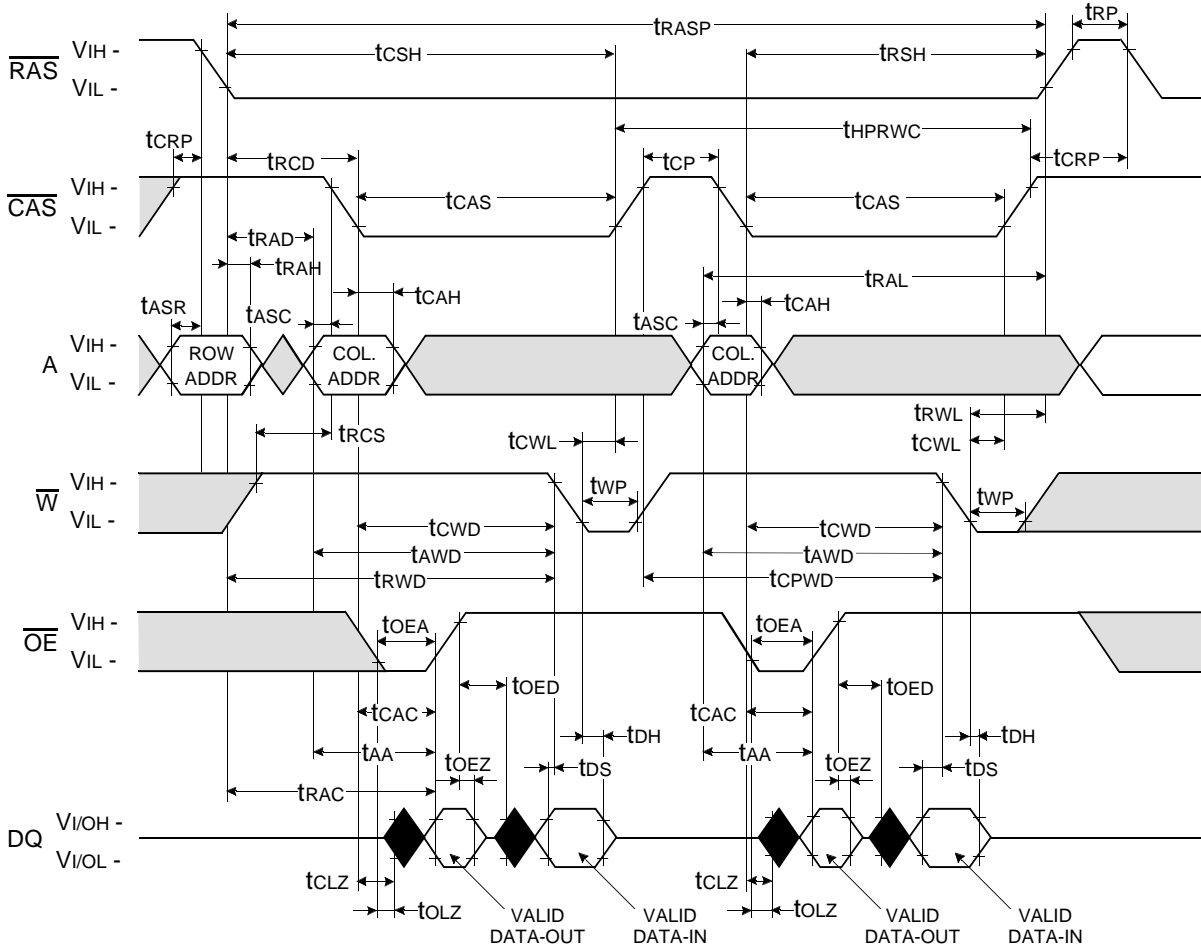 tRASP
tRP
tCSH
tRSH
RAS
VIH -
VIL -
tHPRWC
tCRP
tRCD
tCP
tCRP
CAS
VIH -
VIL -
tCAS
tCAS
tRAD
tRAH
tRAL
tASR
tASC
tCAH
tASC
tCAH
A
VIH -
VIL -
ROW
ADDR
COL.
ADDR
COL.
ADDR
tRWL
tRCS
tCWL
tCWL
W
VIH -
VIL -
tWP
tWP
tCWD
tCWD
tAWD
tAWD
tRWD
tCPWD
OE
VIH -
VIL -
tOEA
tOEA
tOED
tOED
tCAC
tCAC
tDH
tDH
tAA
tAA
tOEZ
tDS
tOEZ
tDS
tRAC
DQ
VI/OH -
VI/OL -
tCLZ
tCLZ
tOLZ
tOLZ
VALID
DATA-OUT
VALID
DATA-IN
VALID
DATA-OUT
VALID
DATA-IN